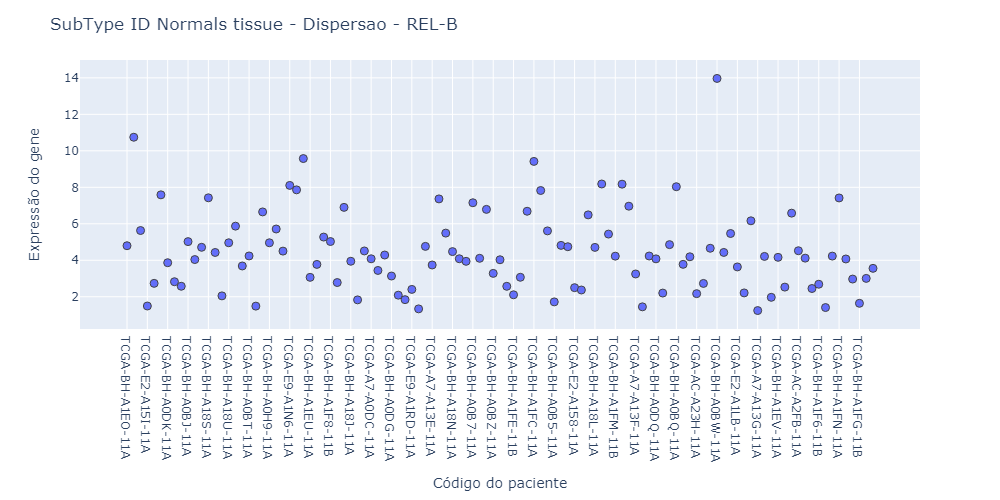 SubType ID Normals tissue - Dispersao - REL-B
Expressão do gene
14
12
10
8
6
4
2
TCGA-BH-A1EO-11A
TCGA-E2-A15I-11A
TCGA-BH-A0DK-11A
TCGA-BH-A0BJ-11A
TCGA-BH-A18S-11A
TCGA-BH-A18U-11A
TCGA-BH-A0BT-11A
TCGA-BH-A0H9-11A
TCGA-E9-A1N6-11A
TCGA-BH-A1EU-11A
TCGA-BH-A1F8-11B
TCGA-BH-A18J-11A
TCGA-A7-A0DC-11A
TCGA-BH-A0DG-11A
TCGA-E9-A1RD-11A
TCGA-A7-A13E-11A
TCGA-BH-A18N-11A
TCGA-BH-A0B7-11A
TCGA-BH-A0BZ-11A
TCGA-BH-A1FE-11B
TCGA-BH-A1FC-11A
TCGA-BH-A0B5-11A
TCGA-E2-A158-11A
TCGA-BH-A18L-11A
TCGA-BH-A1FM-11B
TCGA-A7-A13F-11A
TCGA-BH-A0DQ-11A
TCGA-BH-A0BQ-11A
TCGA-AC-A23H-11A
TCGA-BH-A0BW-11A
TCGA-E2-A1LB-11A
TCGA-A7-A13G-11A
TCGA-BH-A1EV-11A
TCGA-AC-A2FB-11A
TCGA-BH-A1F6-11B
TCGA-BH-A1FN-11A
TCGA-BH-A1FG-11B
Código do paciente